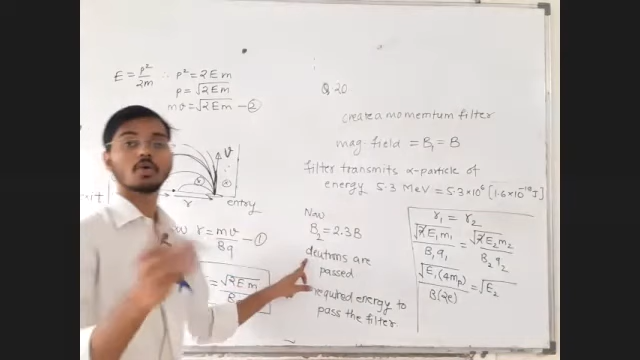 E = p²/2m ∴ p² = 2Em
p = √2Em
mv = √2Em —②
v
r
entry
r = mv/Bq —①
= √2Em
Q 20
create a momentum filter
mag. field = B₁ = B
filter transmits α-particle of
energy 5.3 MeV = 5.3×10⁶ [1.6×10⁻¹⁹J]
Now
B₂ = 2.3B
deutrons are
passed
required energy to
pass the filter
r₁ = r₂
√2E₁m₁/B₁q₁ = √2E₂m₂/B₂q₂
√E₁(4mp)/B(2e) = √E₂